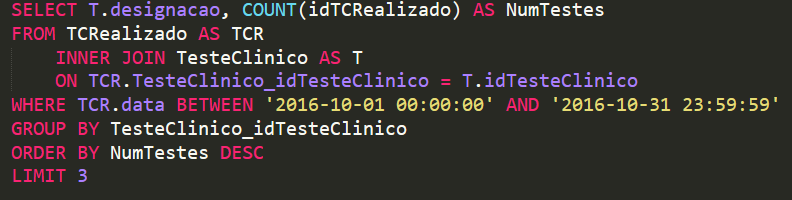 SELECT T.designacao, COUNT(idTCRealizado) AS NumTestes
FROM TCRealizado AS TCR
INNER JOIN TesteClinico AS T
ON TCR.TesteClinico_idTesteClinico = T.idTesteClinico
WHERE TCR.data BETWEEN '2016-10-01 00:00:00' AND '2016-10-31 23:59:59'
GROUP BY TesteClinico_idTesteClinico
ORDER BY NumTestes DESC
LIMIT 3